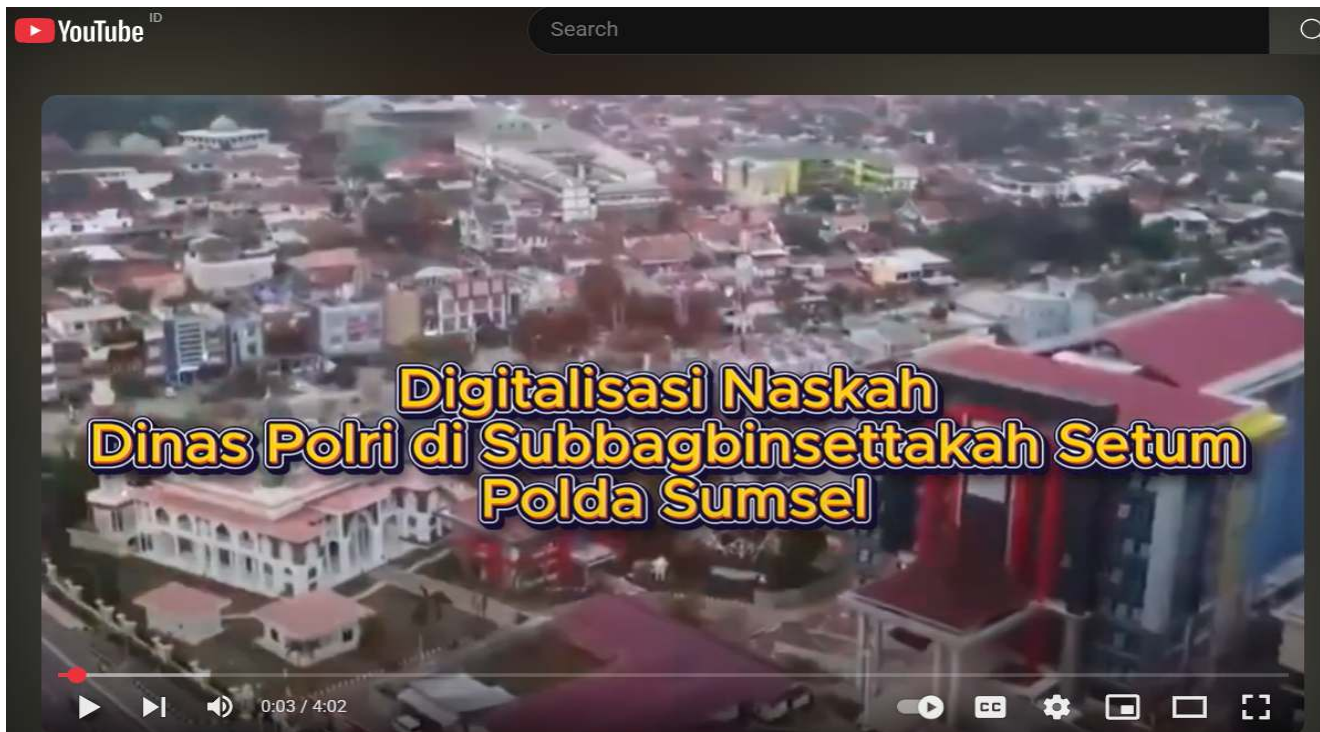 YouTube ID
Search
Digitalisasi Naskah
Dinas Polri di Subbagbinsettakah Setum
Polda Sumsel
0:03 / 4:02
CC